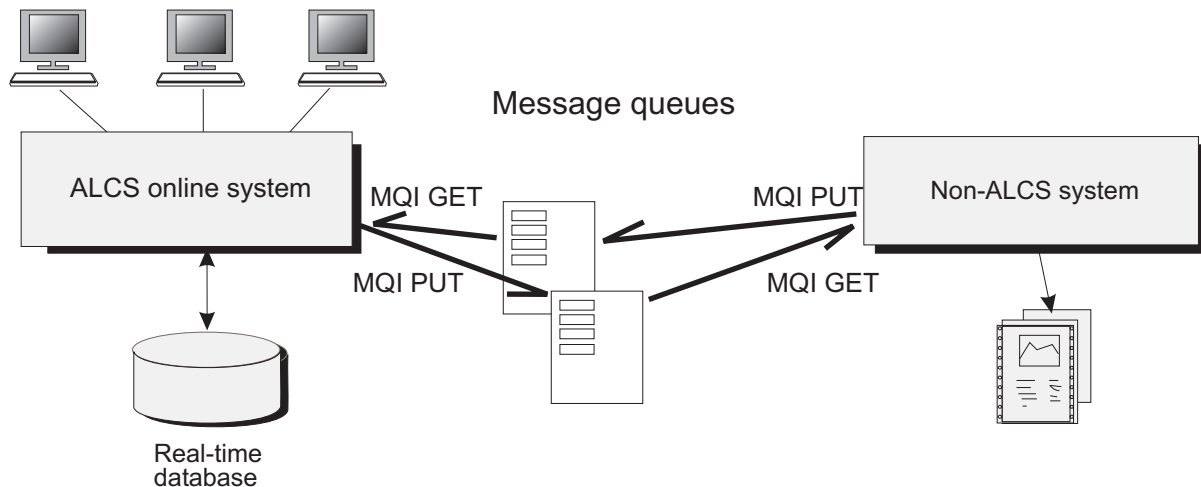 Message queues
ALCS online system
MQI GET
MQI PUT
Non-ALCS system
MQI PUT
MQI GET
Real-time
database